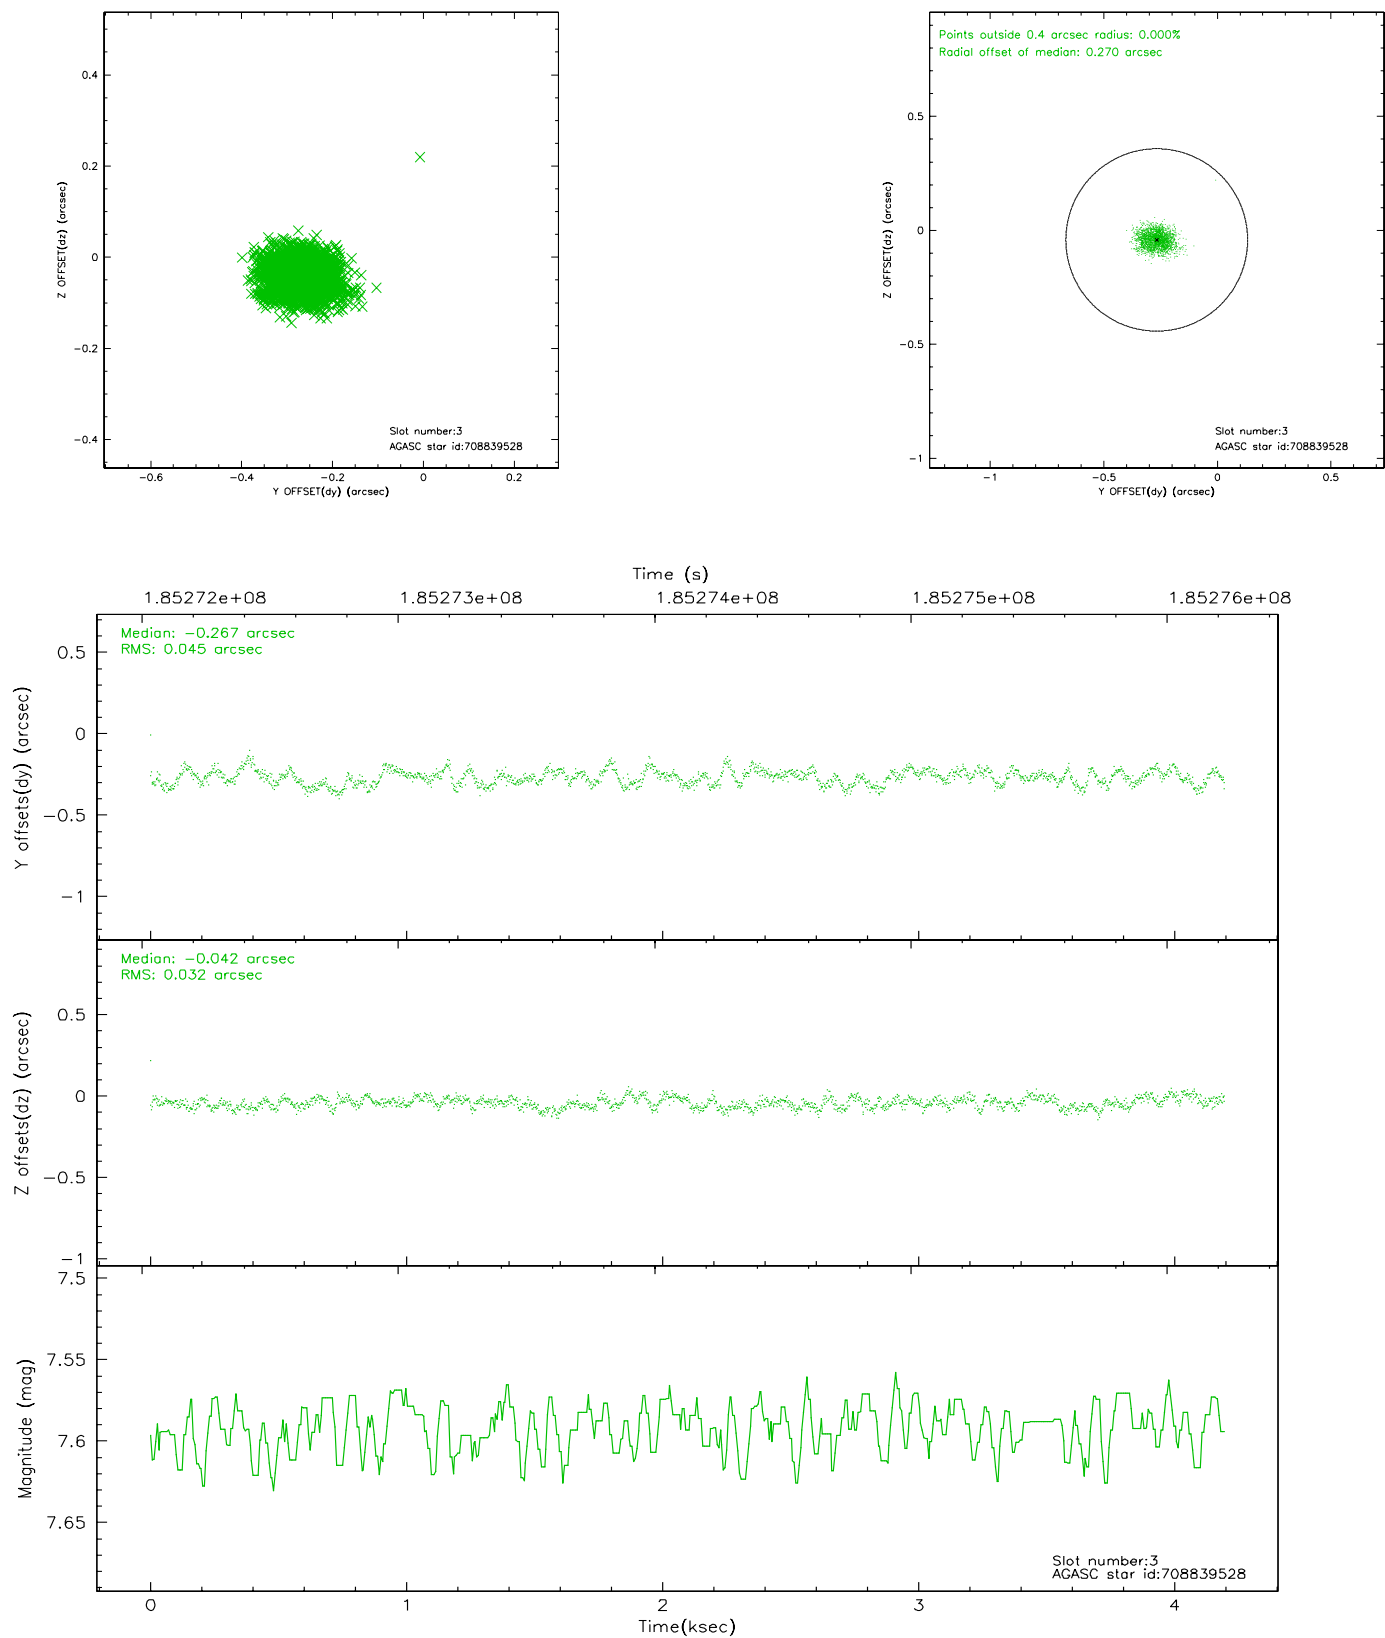 0.4
0.2
0
-0.2
-0.4
Z OFFSET(dz) (arcsec)
Slot number:3
AGASC star id:708839528
-0.6 -0.4 -0.2 0 0.2
Y OFFSET(dy) (arcsec)
Points outside 0.4 arcsec radius: 0.000%
Radial offset of median: 0.270 arcsec
0.5
0
-0.5
-1
Z OFFSET(dz) (arcsec)
Slot number:3
AGASC star id:708839528
-1 -0.5 0 0.5
Y OFFSET(dy) (arcsec)
Time (s)
1.85272e+08 1.85273e+08 1.85274e+08 1.85275e+08 1.85276e+08
Median: -0.267 arcsec
RMS: 0.045 arcsec
0.5
0
-0.5
-1
Y offsets(dy) (arcsec)
Median: -0.042 arcsec
RMS: 0.032 arcsec
0.5
0
-0.5
-1
Z offsets(dz) (arcsec)
7.5
7.55
7.6
7.65
Magnitude (mag)
Slot number:3
AGASC star id:708839528
0 1 2 3 4
Time(ksec)